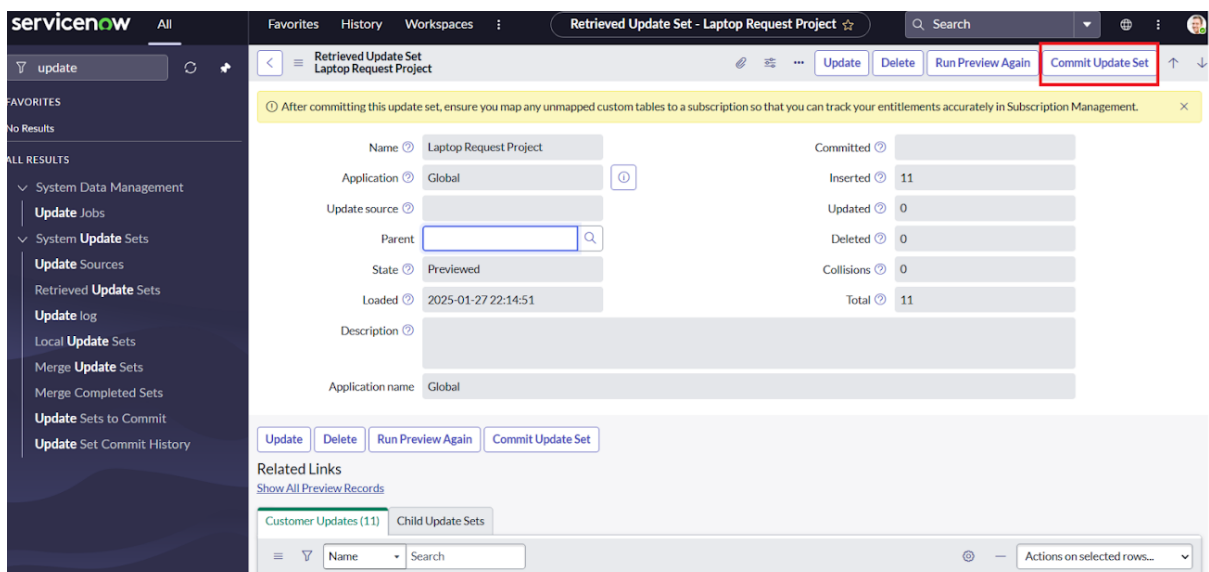 servicenow All Favorites History Workspaces Retrieved Update Set - Laptop Request Project Search
update
Retrieved Update Set
Laptop Request Project
Update Delete Run Preview Again Commit Update Set
FAVORITES
No Results
ALL RESULTS
System Data Management
Update Jobs
System Update Sets
Update Sources
Retrieved Update Sets
Update log
Local Update Sets
Merge Update Sets
Merge Completed Sets
Update Sets to Commit
Update Set Commit History
After committing this update set, ensure you map any unmapped custom tables to a subscription so that you can track your entitlements accurately in Subscription Management.
Name Laptop Request Project
Application Global
Update source
Parent
State Previewed
Loaded 2025-01-27 22:14:51
Description
Application name Global
Committed
Inserted 11
Updated 0
Deleted 0
Collisions 0
Total 11
Update Delete Run Preview Again Commit Update Set
Related Links
Show All Preview Records
Customer Updates (11) Child Update Sets
Name Search Actions on selected rows...